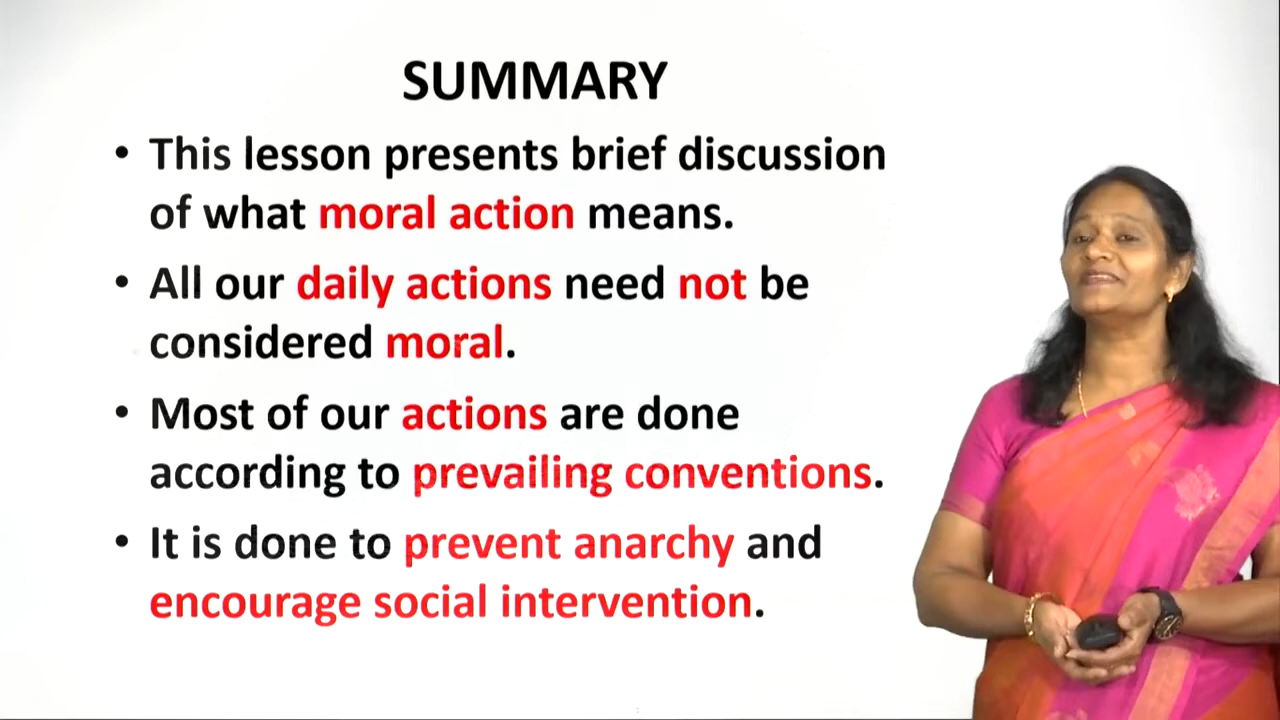 SUMMARY
• This lesson presents brief discussion
of what moral action means.
• All our daily actions need not be
considered moral.
• Most of our actions are done
according to prevailing conventions.
• It is done to prevent anarchy and
encourage social intervention.